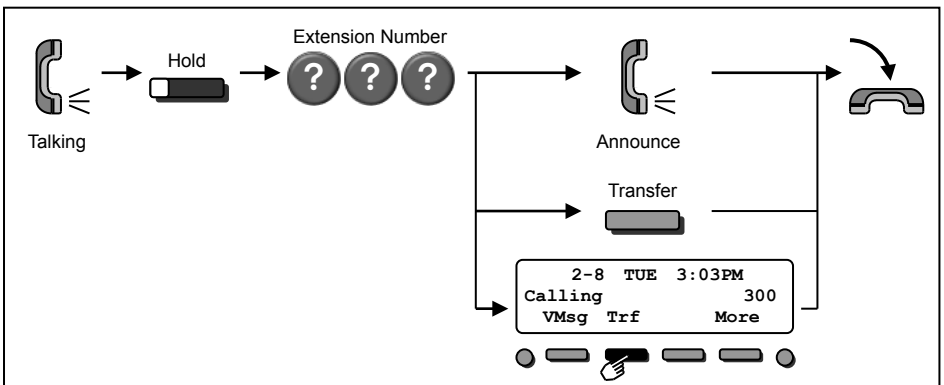 Extension Number
Hold
? ? ?
Talking
Announce
Transfer
2-8 TUE 3:03PM
Calling 300
VMsg Trf More